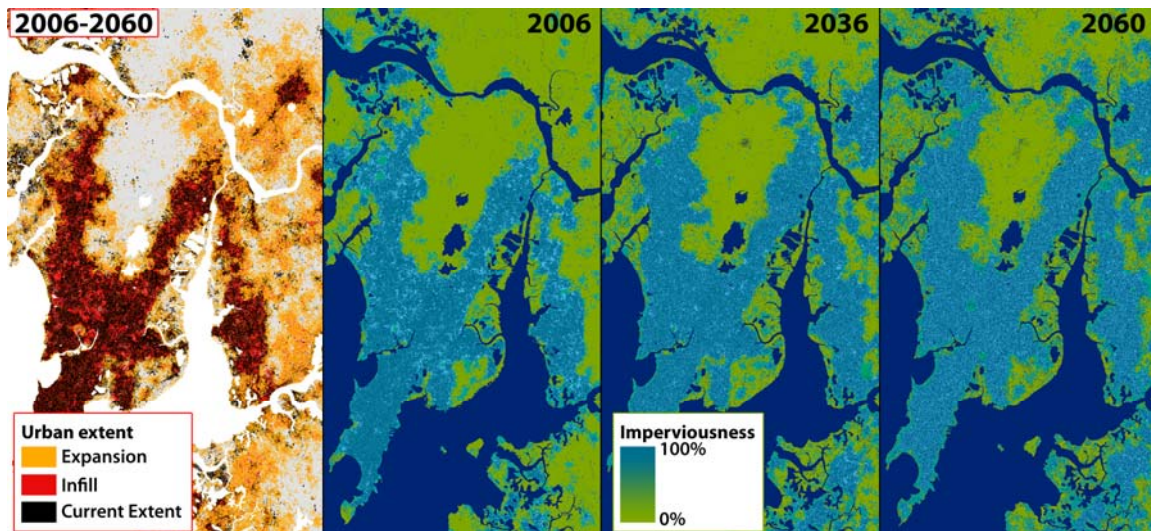 2006-2060
2006
2036
2060
Urban extent
Expansion
Infill
Current Extent
Imperviousness
100%
0%